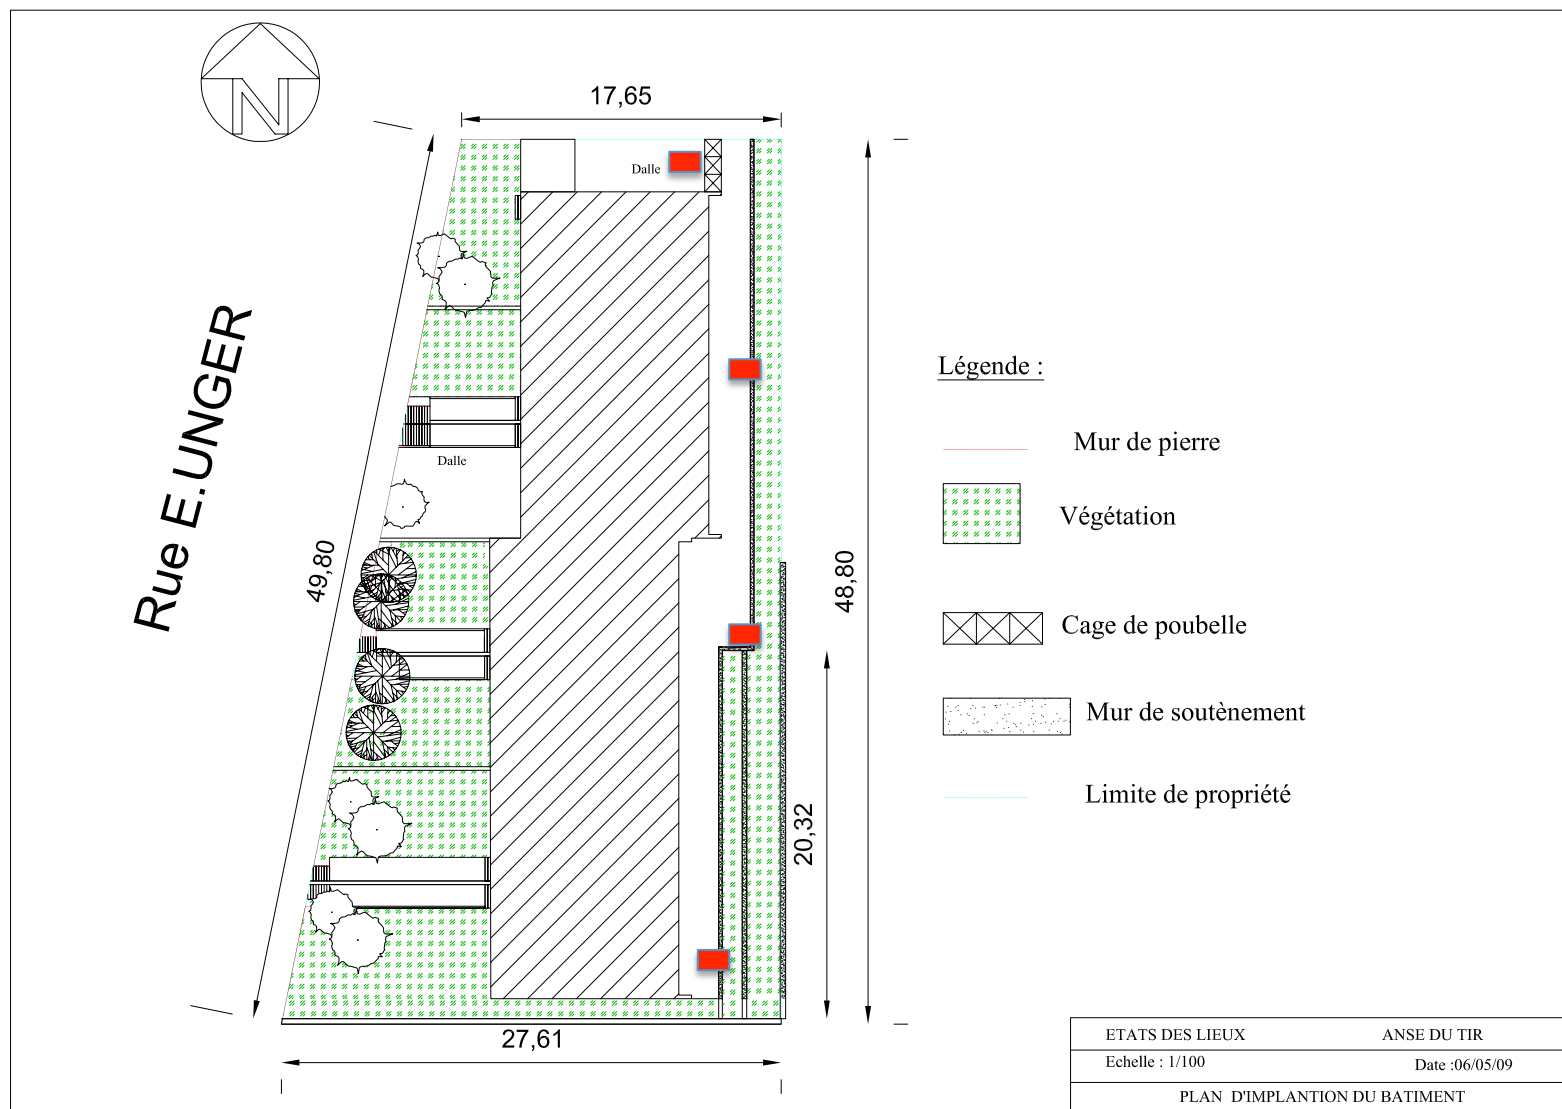 N
17,65
Dalle
Rue E.UNGER
49,80
Dalle
48,80
20,32
27,61
Légende :
Mur de pierre
Végétation
Cage de poubelle
Mur de soutènement
Limite de propriété
ETATS DES LIEUX ANSE DU TIR
Echelle : 1/100 Date :06/05/09
PLAN D'IMPLANTION DU BATIMENT